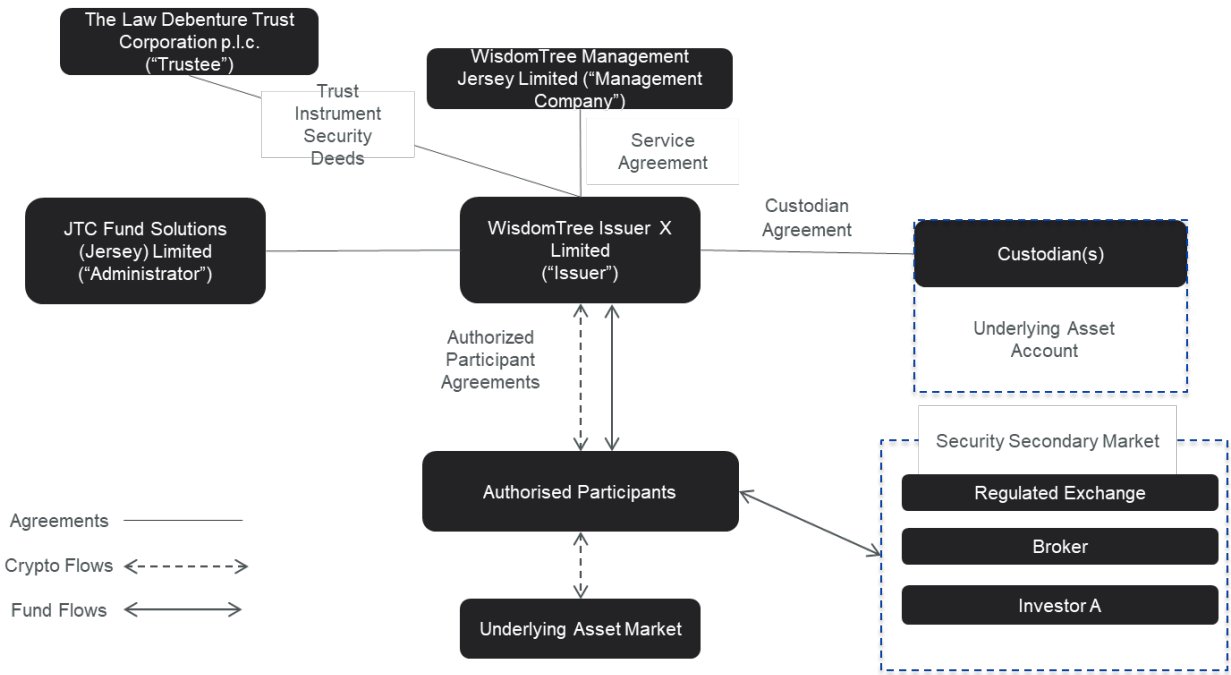 The Law Debenture Trust
Corporation p.l.c.
(“Trustee”)
WisdomTree Management
Jersey Limited (“Management
Company”)
Trust
Instrument
Security
Deeds
Service
Agreement
JTC Fund Solutions
(Jersey) Limited
(“Administrator”)
WisdomTree Issuer X
Limited
(“Issuer”)
Custodian
Agreement
Custodian(s)
Underlying Asset
Account
Authorized
Participant
Agreements
Security Secondary Market
Regulated Exchange
Broker
Investor A
Authorised Participants
Underlying Asset Market
Agreements
Crypto Flows
Fund Flows